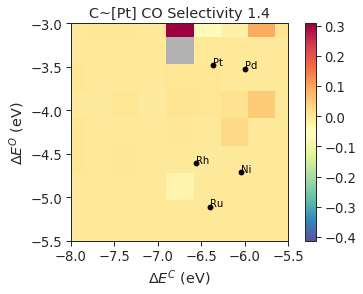 C~[Pt] CO Selectivity 1.4
−3.0
−3.5
−4.0
−4.5
−5.0
−5.5
ΔE^O (eV)
Pt
Pd
Rh
Ni
Ru
−8.0 −7.5 −7.0 −6.5 −6.0 −5.5
ΔE^C (eV)
0.3
0.2
0.1
0.0
−0.1
−0.2
−0.3
−0.4